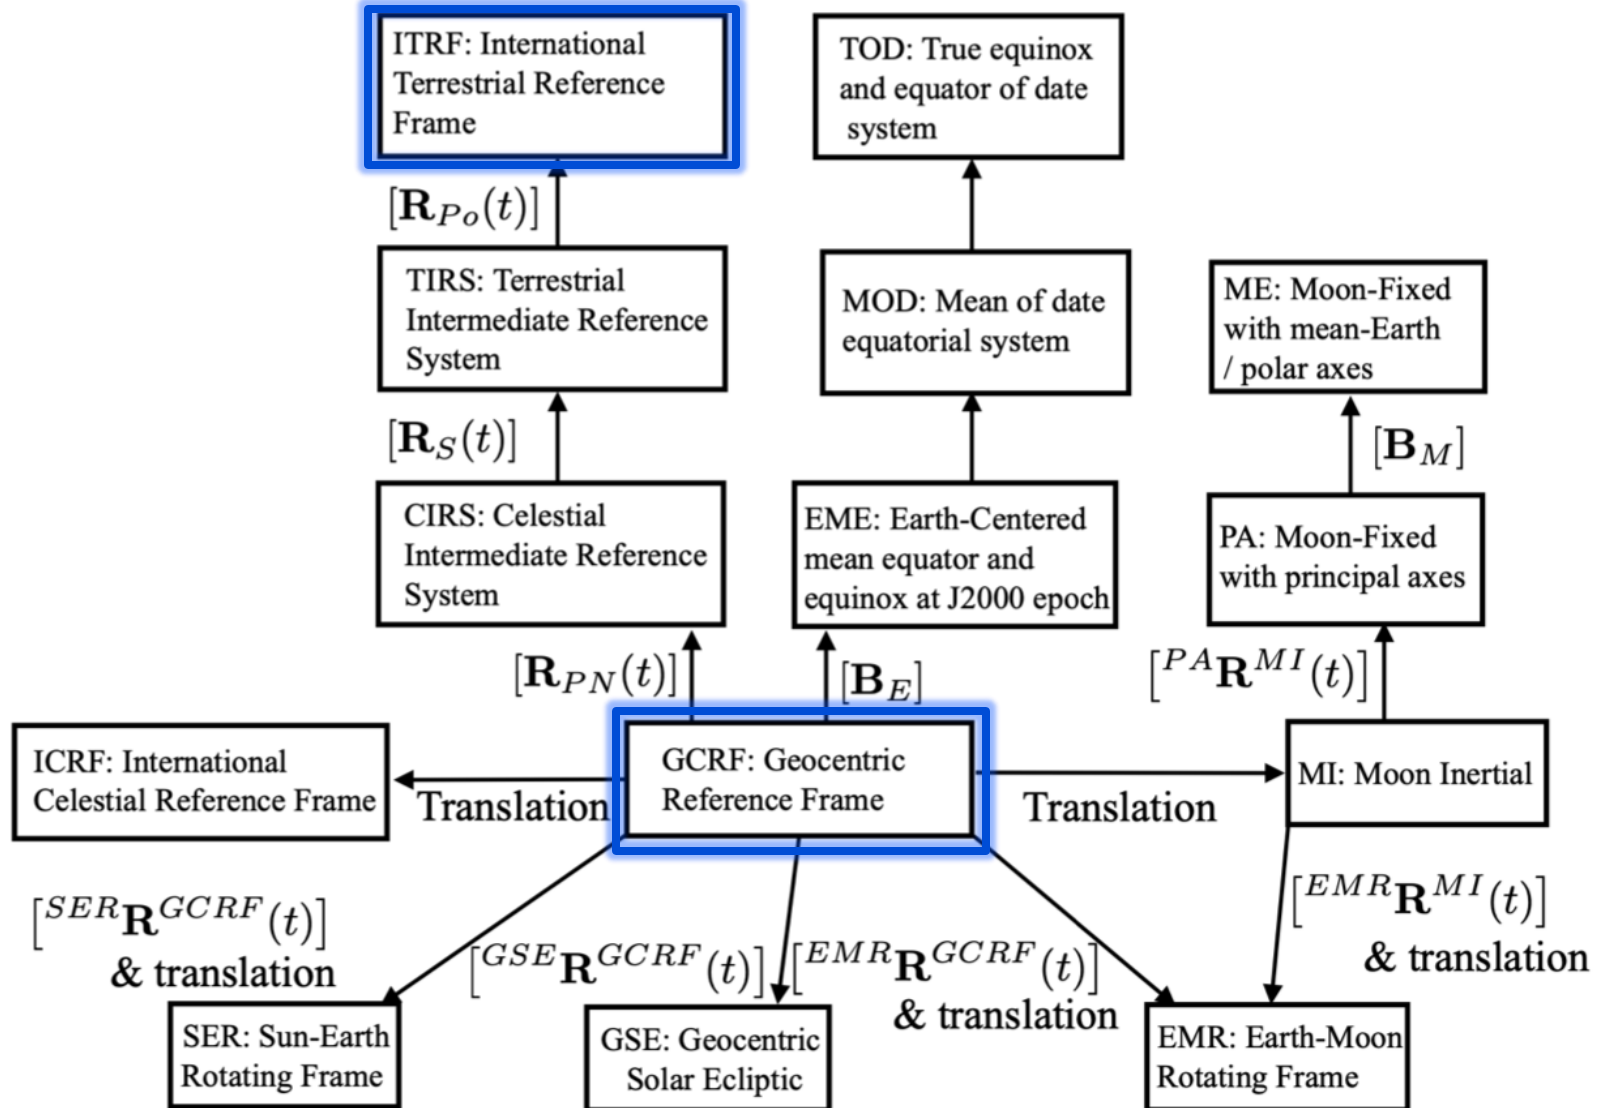 ITRF: International
Terrestrial Reference
Frame
TOD: True equinox
and equator of date
system
[R_{Po}(t)]
TIRS: Terrestrial
Intermediate Reference
System
MOD: Mean of date
equatorial system
ME: Moon-Fixed
with mean-Earth
/ polar axes
[R_S(t)]
[B_M]
CIRS: Celestial
Intermediate Reference
System
EME: Earth-Centered
mean equator and
equinox at J2000 epoch
PA: Moon-Fixed
with principal axes
[R_{PN}(t)]
[B_E]
[^{PA}R^{MI}(t)]
ICRF: International
Celestial Reference Frame
Translation
GCRF: Geocentric
Reference Frame
Translation
MI: Moon Inertial
[^{SER}R^{GCRF}(t)]
& translation
[^{GSE}R^{GCRF}(t)]
[^{EMR}R^{GCRF}(t)]
& translation
[^{EMR}R^{MI}(t)]
& translation
SER: Sun-Earth
Rotating Frame
GSE: Geocentric
Solar Ecliptic
EMR: Earth-Moon
Rotating Frame